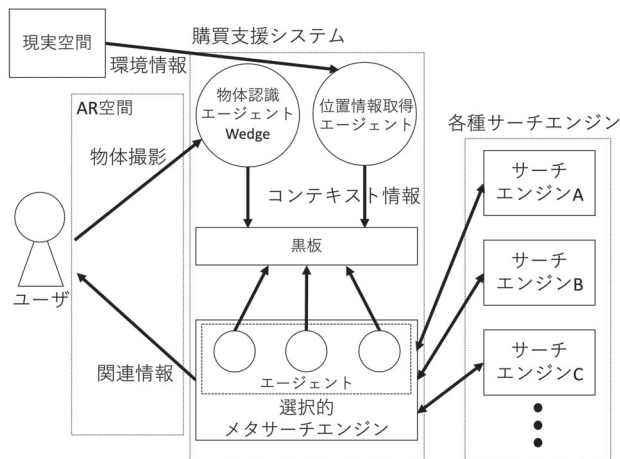 現実空間
購買支援システム
環境情報
AR空間
物体認識
エージェント
Wedge
位置情報取得
エージェント
各種サーチエンジン
物体撮影
コンテキスト情報
サーチ
エンジンA
黒板
サーチ
エンジンB
ユーザ
関連情報
エージェント
選択的
メタサーチエンジン
サーチ
エンジンC